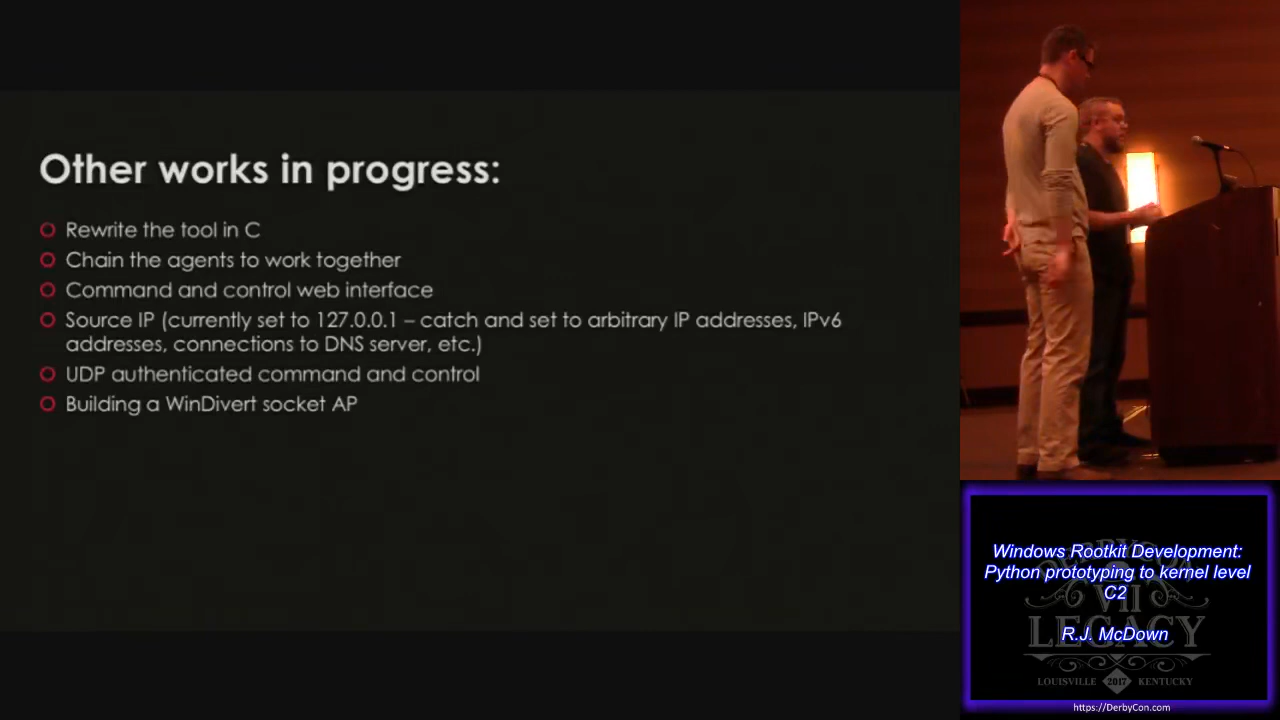 Other works in progress:
Rewrite the tool in C
Chain the agents to work together
Command and control web interface
Source IP (currently set to 127.0.0.1 – catch and set to arbitrary IP addresses, IPv6
addresses, connections to DNS server, etc.)
UDP authenticated command and control
Building a WinDivert socket AP
Windows Rootkit Development:
Python prototyping to kernel level
C2
R.J. McDown
DERBYCON
VII
LEGACY
LOUISVILLE 2017 KENTUCKY
https://DerbyCon.com